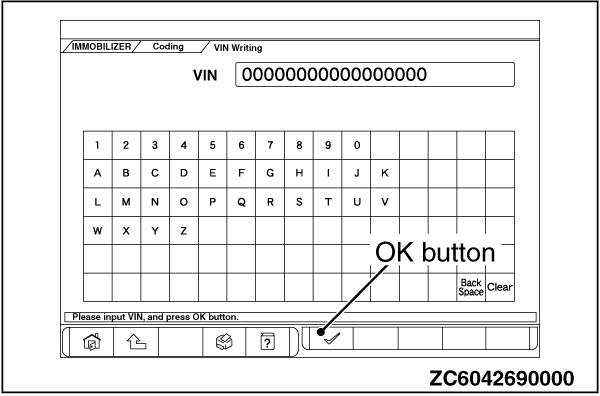 IMMOBILIZER Coding VIN Writing
VIN 00000000000000000
1 2 3 4 5 6 7 8 9 0
A B C D E F G H I J K
L M N O P Q R S T U V
W X Y Z
OK button
Back
Space Clear
Please input VIN, and press OK button.
?
ZC6042690000